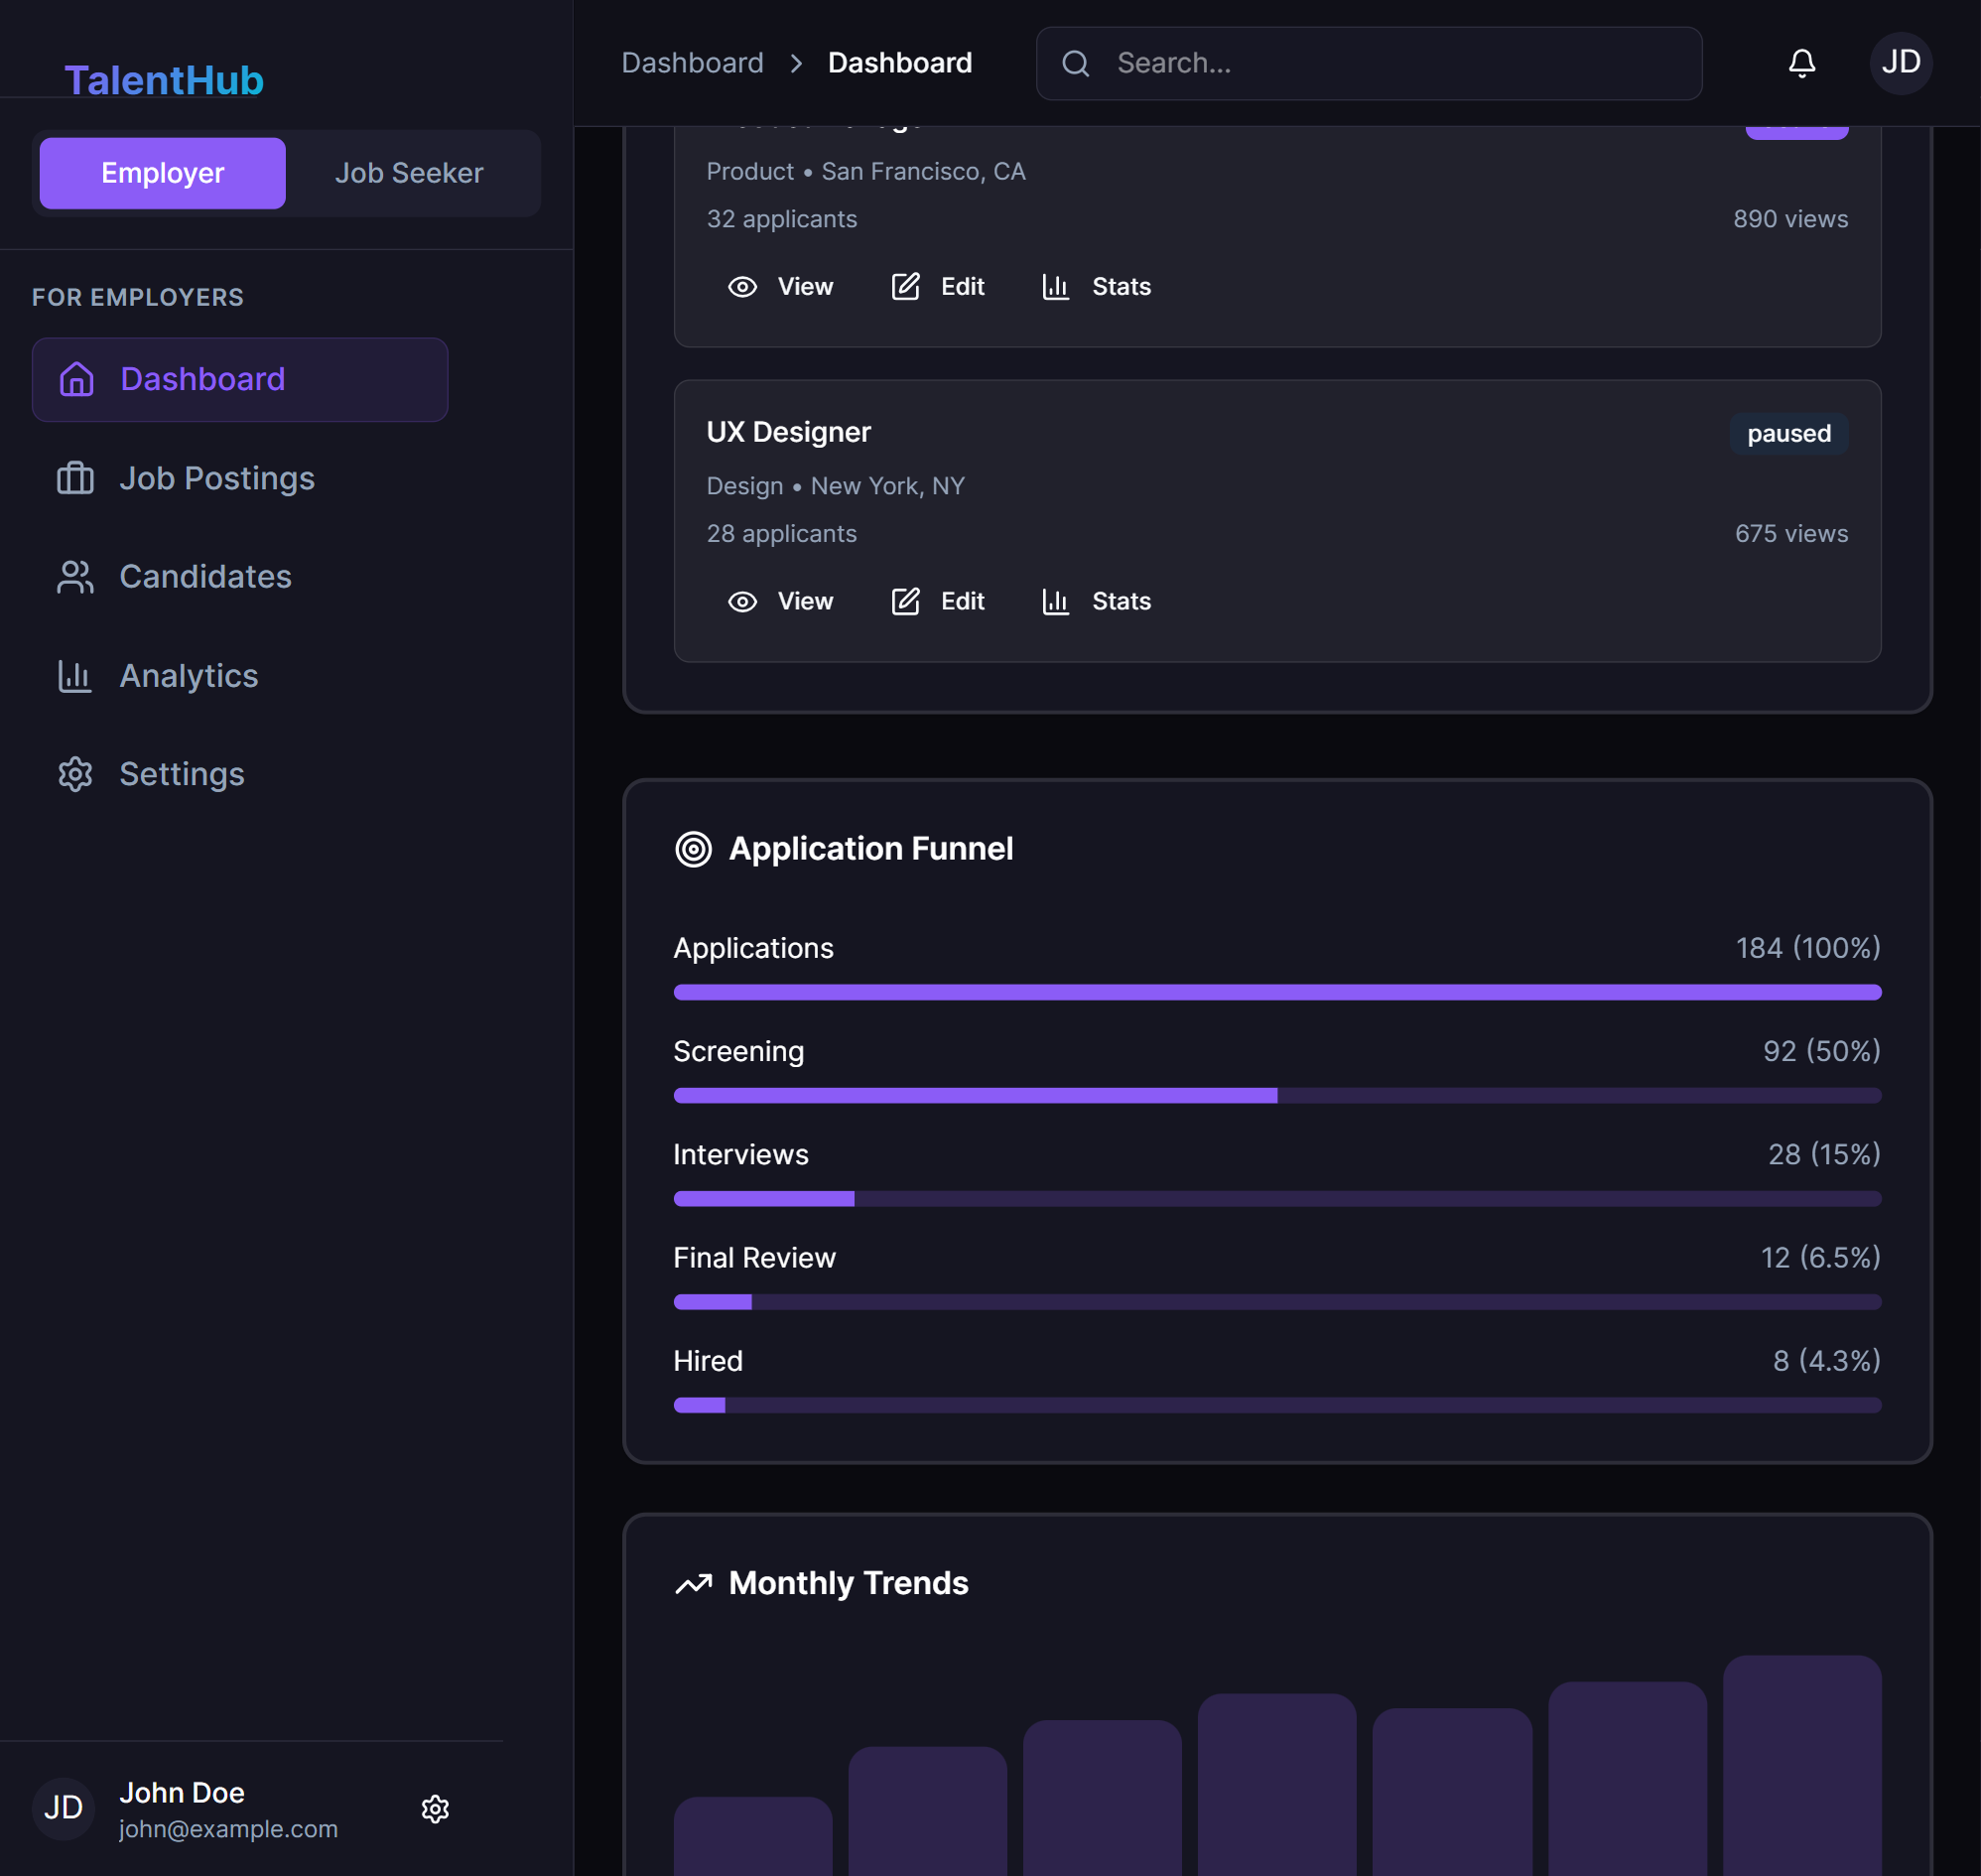 TalentHub
Employer
Job Seeker
FOR EMPLOYERS
Dashboard
Job Postings
Candidates
Analytics
Settings
JD
John Doe
john@example.com
Dashboard > Dashboard
Search...
JD
Product • San Francisco, CA
32 applicants
890 views
View
Edit
Stats
UX Designer
paused
Design • New York, NY
28 applicants
675 views
View
Edit
Stats
Application Funnel
Applications
184 (100%)
Screening
92 (50%)
Interviews
28 (15%)
Final Review
12 (6.5%)
Hired
8 (4.3%)
Monthly Trends